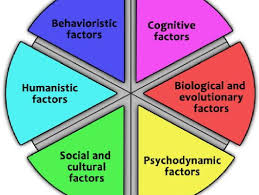 Behavioristic
factors
Cognitive
factors
Humanistic
factors
Biological and
evolutionary
factors
Social and
cultural
factors
Psychodynamic
factors